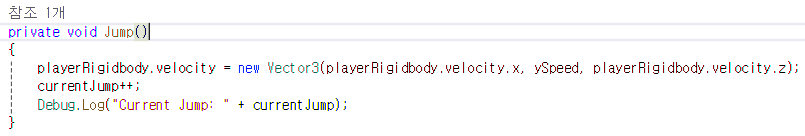 참조 1개
private void Jump()
{
    playerRigidbody.velocity = new Vector3(playerRigidbody.velocity.x, ySpeed, playerRigidbody.velocity.z);
    currentJump++;
    Debug.Log("Current Jump: " + currentJump);
}